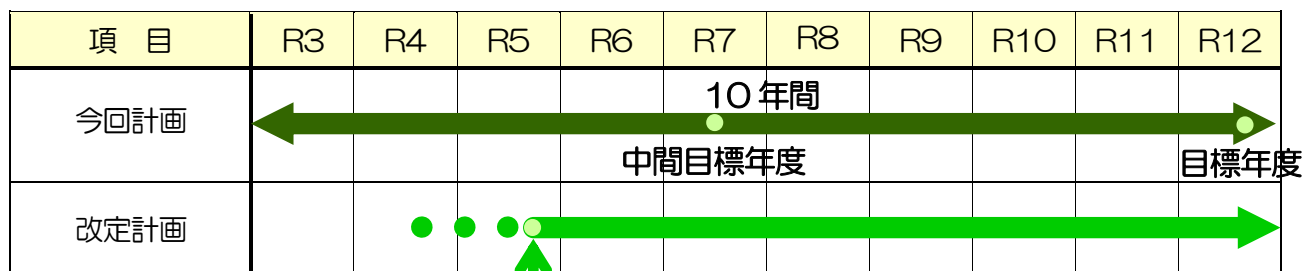 項　目 R3 R4 R5 R6 R7 R8 R9 R10 R11 R12
10年間
今回計画
中間目標年度 目標年度
改定計画